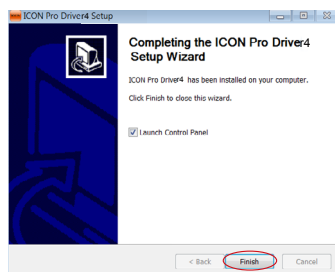 ICON Pro Driver4 Setup
Completing the ICON Pro Driver4
Setup Wizard
ICON Pro Driver4 has been installed on your computer.
Click Finish to close this wizard.
Launch Control Panel
< Back
Finish
Cancel